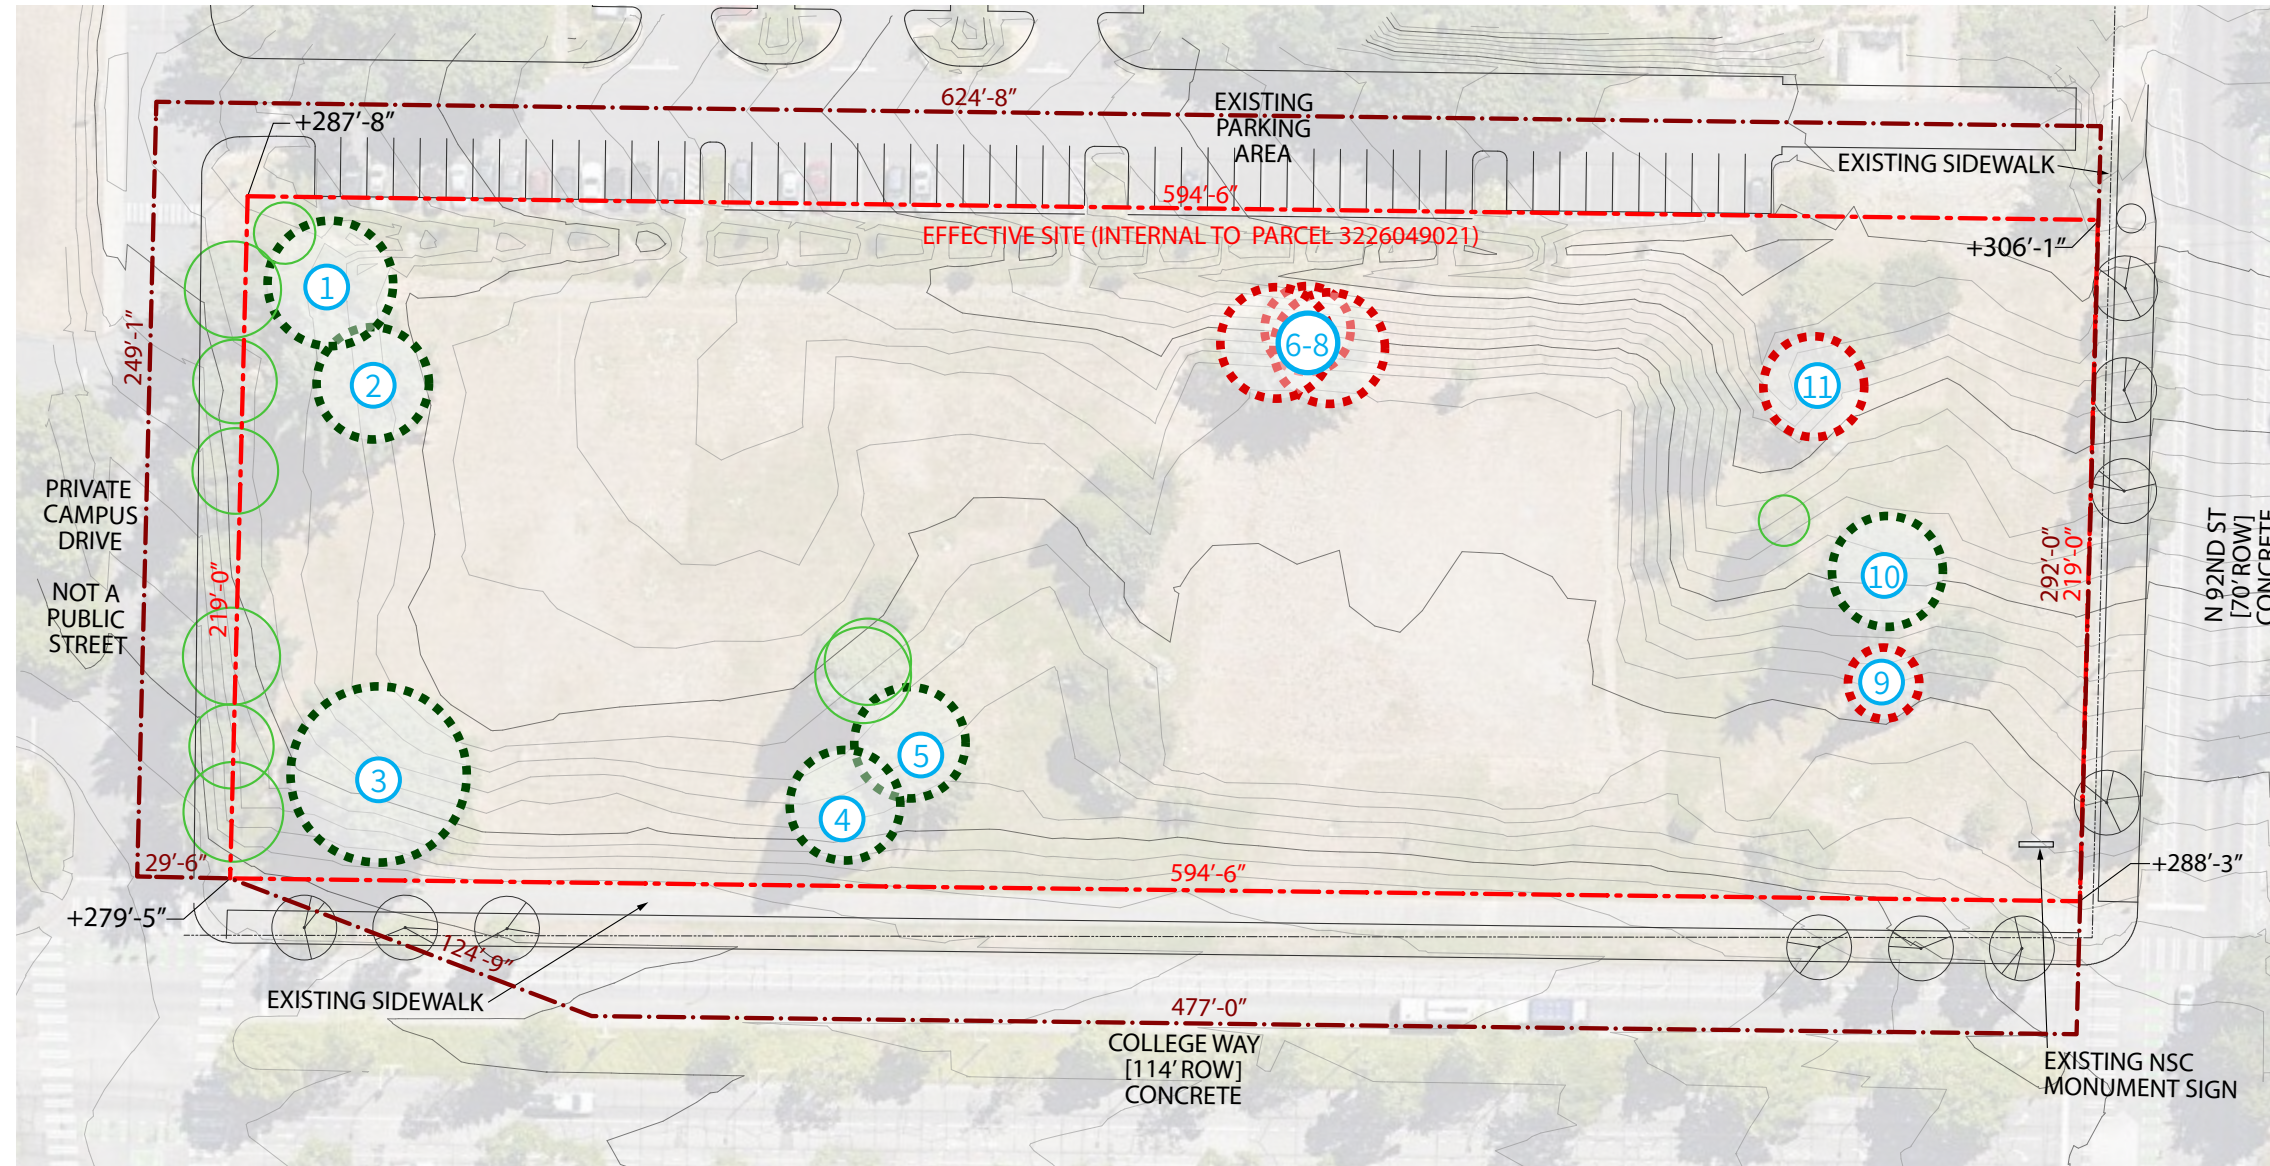 624'-8"
EXISTING
PARKING
AREA
+287'-8"
EXISTING SIDEWALK
594'-6"
EFFECTIVE SITE (INTERNAL TO PARCEL 3226049021)
+306'-1"
1
2
6-8
11
249'-1"
PRIVATE
CAMPUS
DRIVE
NOT A
PUBLIC
STREET
219'-0"
10
9
292'-0"
219'-0"
N 92ND ST
[70' ROW]
CONCRETE
3
5
4
29'-6"
594'-6"
+288'-3"
+279'-5"
124'-9"
EXISTING SIDEWALK
477'-0"
COLLEGE WAY
[114' ROW]
CONCRETE
EXISTING NSC
MONUMENT SIGN